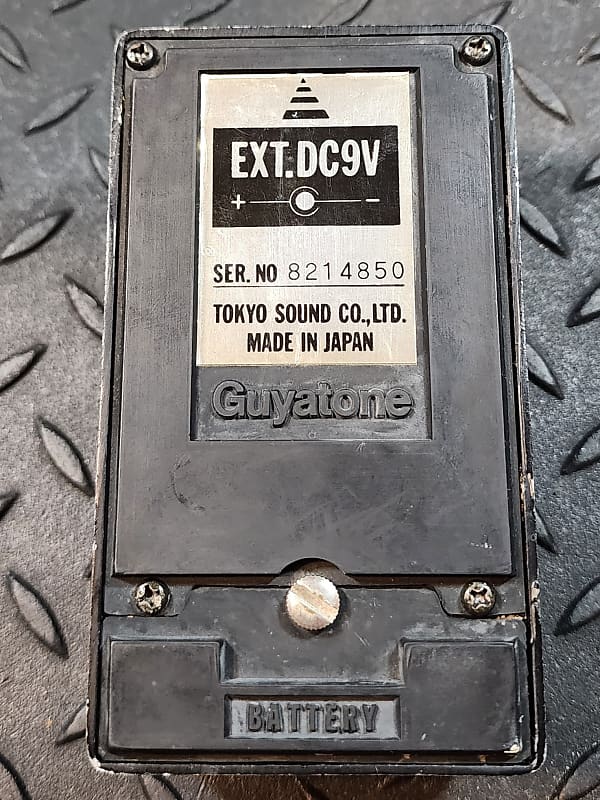 EXT.DC9V
+ -
SER. NO 8214850
TOKYO SOUND CO.,LTD.
MADE IN JAPAN
Guyatone
BATTERY